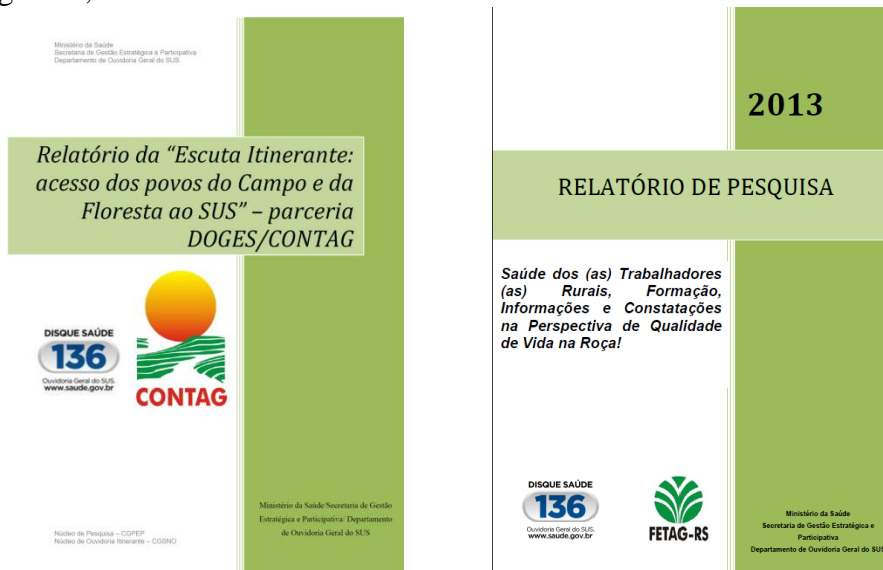 Ministério da Saúde
Secretaria de Gestão Estratégica e Participativa
Departamento de Ouvidoria Geral do SUS
Relatório da “Escuta Itinerante:
acesso dos povos do Campo e da
Floresta ao SUS” – parceria
DOGES/CONTAG
DISQUE SAÚDE
136
Ouvidoria Geral do SUS.
www.saude.gov.br
CONTAG
Ministério da Saúde/Secretaria de Gestão
Estratégica e Participativa/ Departamento
de Ouvidoria Geral do SUS
Núcleo de Pesquisa – CGPEP
Núcleo de Ouvidoria Itinerante – CGSNO
2013
RELATÓRIO DE PESQUISA
Saúde dos (as) Trabalhadores
(as) Rurais, Formação,
Informações e Constatações
na Perspectiva de Qualidade
de Vida na Roça!
DISQUE SAÚDE
136
Ouvidoria Geral do SUS.
www.saude.gov.br
FETAG-RS
Ministério da Saúde
Secretaria de Gestão Estratégica e
Participativa
Departamento de Ouvidoria Geral do SUS